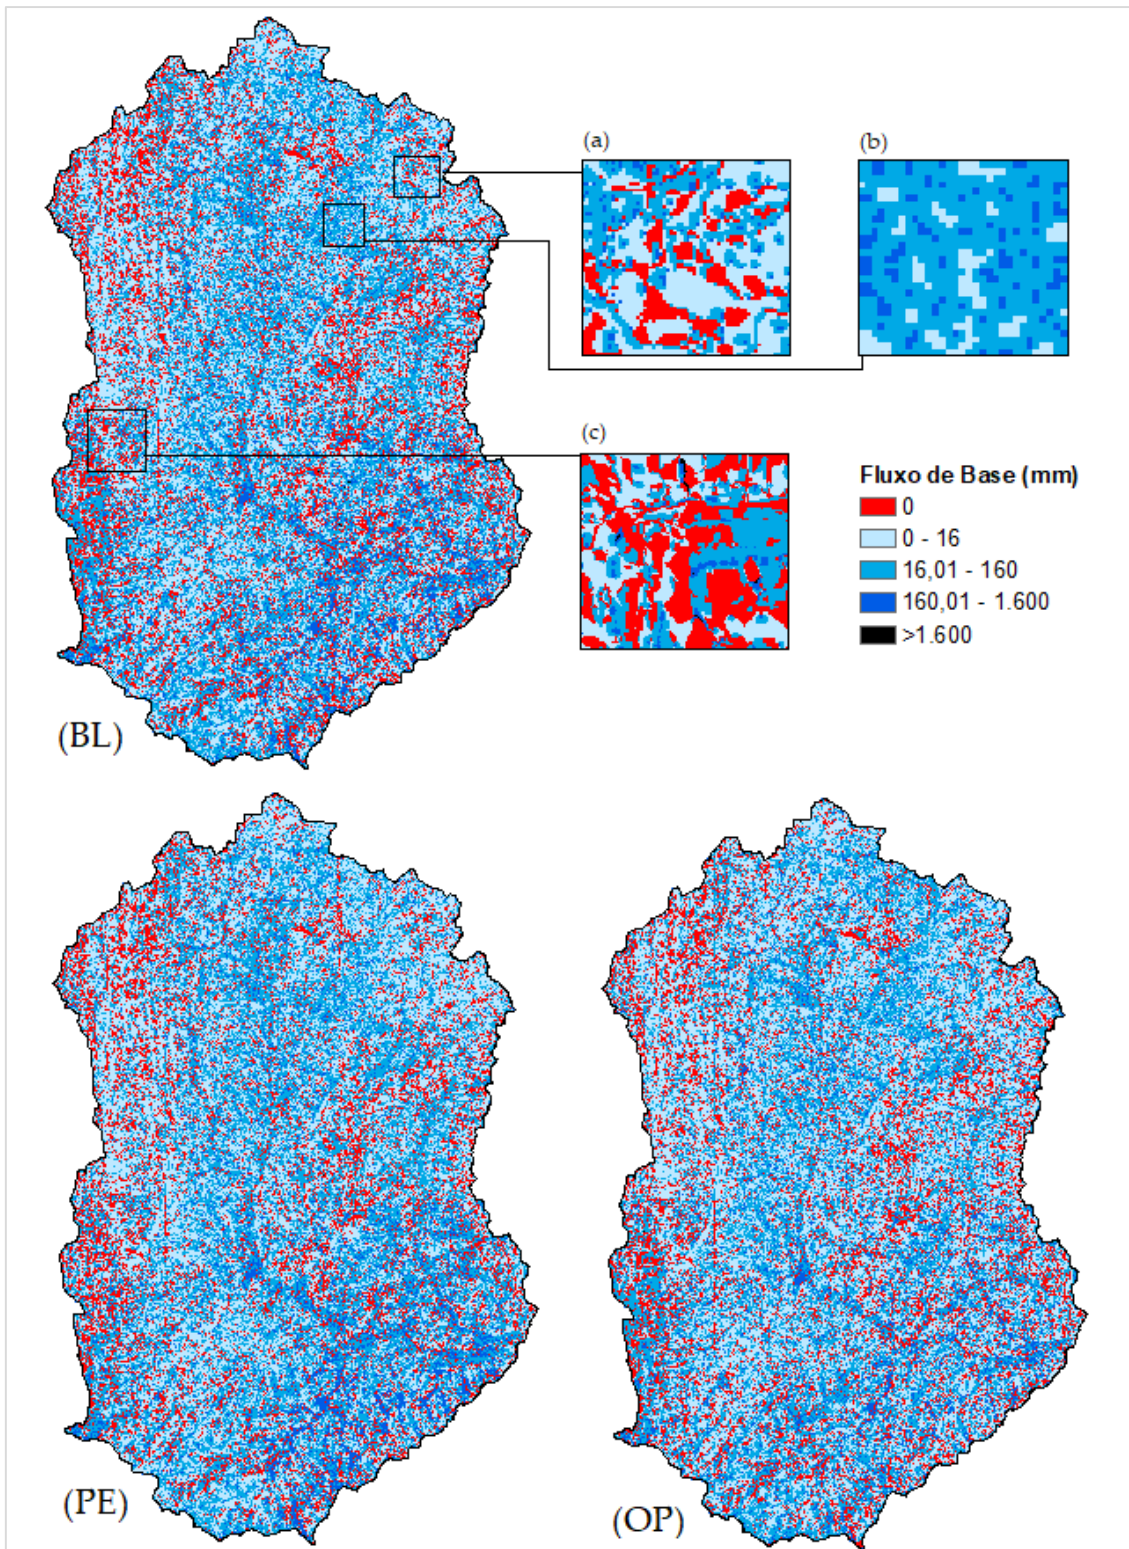 (a)
(b)
(c)
Fluxo de Base (mm)
0
0 - 16
16,01 - 160
160,01 - 1.600
>1.600
(BL)
(PE)
(OP)